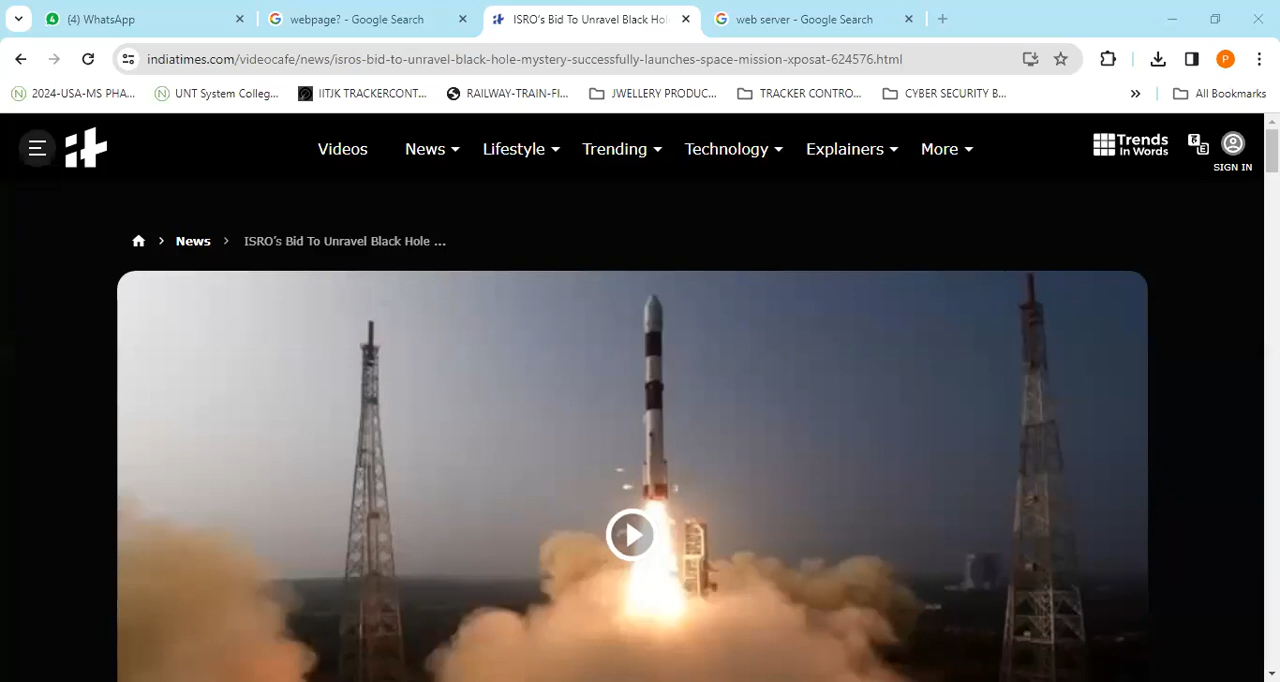 (4) WhatsApp
webpage? - Google Search
ISRO's Bid To Unravel Black Hol
web server - Google Search
indiatimes.com/videocafe/news/isros-bid-to-unravel-black-hole-mystery-successfully-launches-space-mission-xposat-624576.html
P
2024-USA-MS PHA...
UNT System Colleg...
IITJK TRACKERCONT...
RAILWAY-TRAIN-FI...
JWELLERY PRODUC...
TRACKER CONTRO...
CYBER SECURITY B...
»
All Bookmarks
Videos
News
Lifestyle
Trending
Technology
Explainers
More
Trends
In Words
SIGN IN
News
ISRO's Bid To Unravel Black Hole ...